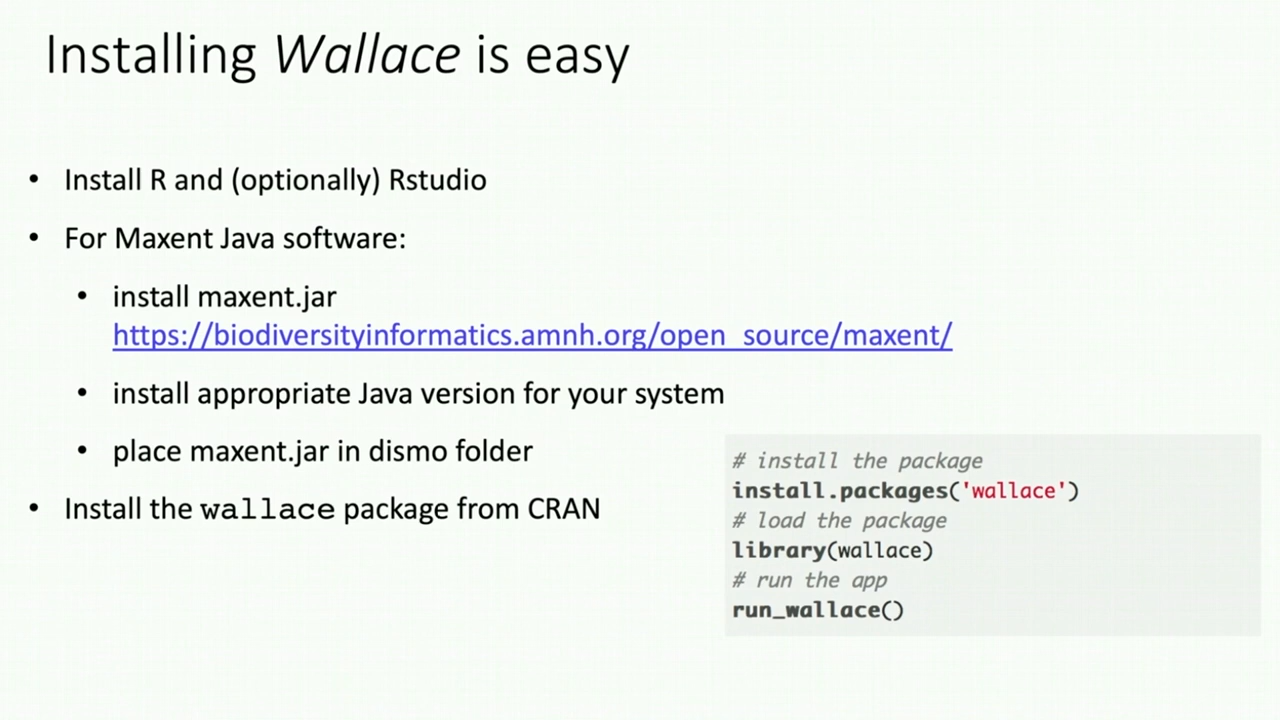 Installing Wallace is easy
• Install R and (optionally) Rstudio
• For Maxent Java software:
• install maxent.jar
https://biodiversityinformatics.amnh.org/open_source/maxent/
• install appropriate Java version for your system
• place maxent.jar in dismo folder
• Install the wallace package from CRAN
# install the package
install.packages('wallace')
# load the package
library(wallace)
# run the app
run_wallace()